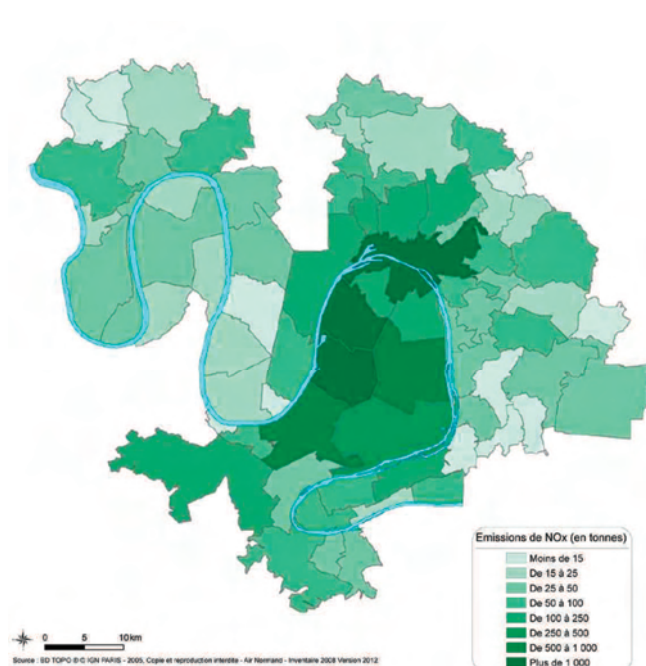 Emissions de NOx (en tonnes)
Moins de 15
De 15 à 25
De 25 à 50
De 50 à 100
De 100 à 250
De 250 à 500
De 500 à 1 000
Plus de 1 000
0 5 10km
Source : BD TOPO ® © IGN PARIS - 2005, Copie et reproduction interdite - Air Normand - Inventaire 2008 Version 2012